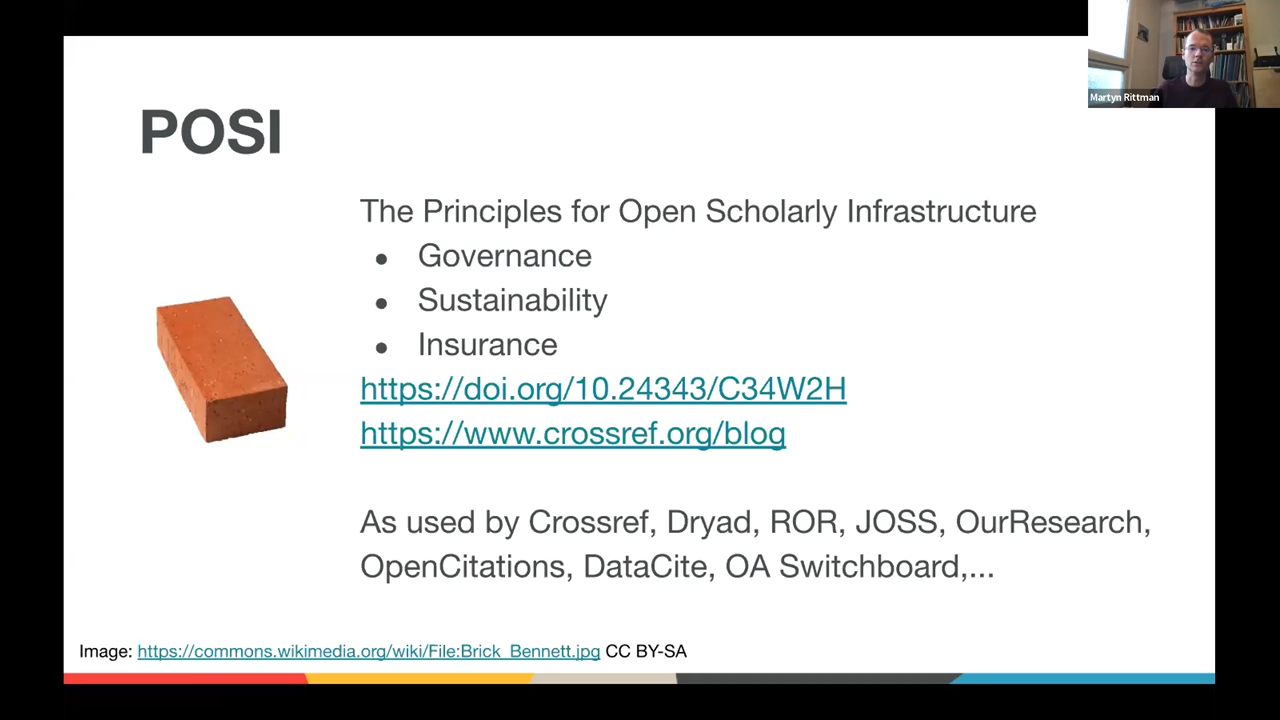 Martyn Rittman
POSI
The Principles for Open Scholarly Infrastructure
● Governance
● Sustainability
● Insurance
https://doi.org/10.24343/C34W2H
https://www.crossref.org/blog
As used by Crossref, Dryad, ROR, JOSS, OurResearch,
OpenCitations, DataCite, OA Switchboard,...
Image: https://commons.wikimedia.org/wiki/File:Brick_Bennett.jpg CC BY-SA